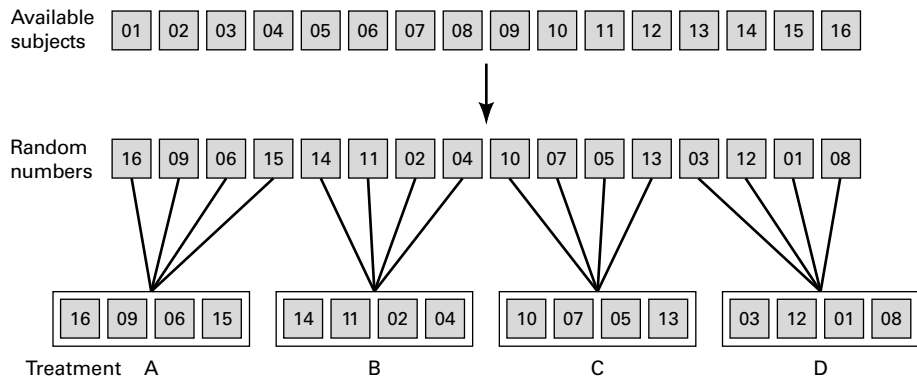 Available subjects 01 02 03 04 05 06 07 08 09 10 11 12 13 14 15 16
Random numbers 16 09 06 15 14 11 02 04 10 07 05 13 03 12 01 08
16 09 06 15 14 11 02 04 10 07 05 13 03 12 01 08
Treatment A B C D